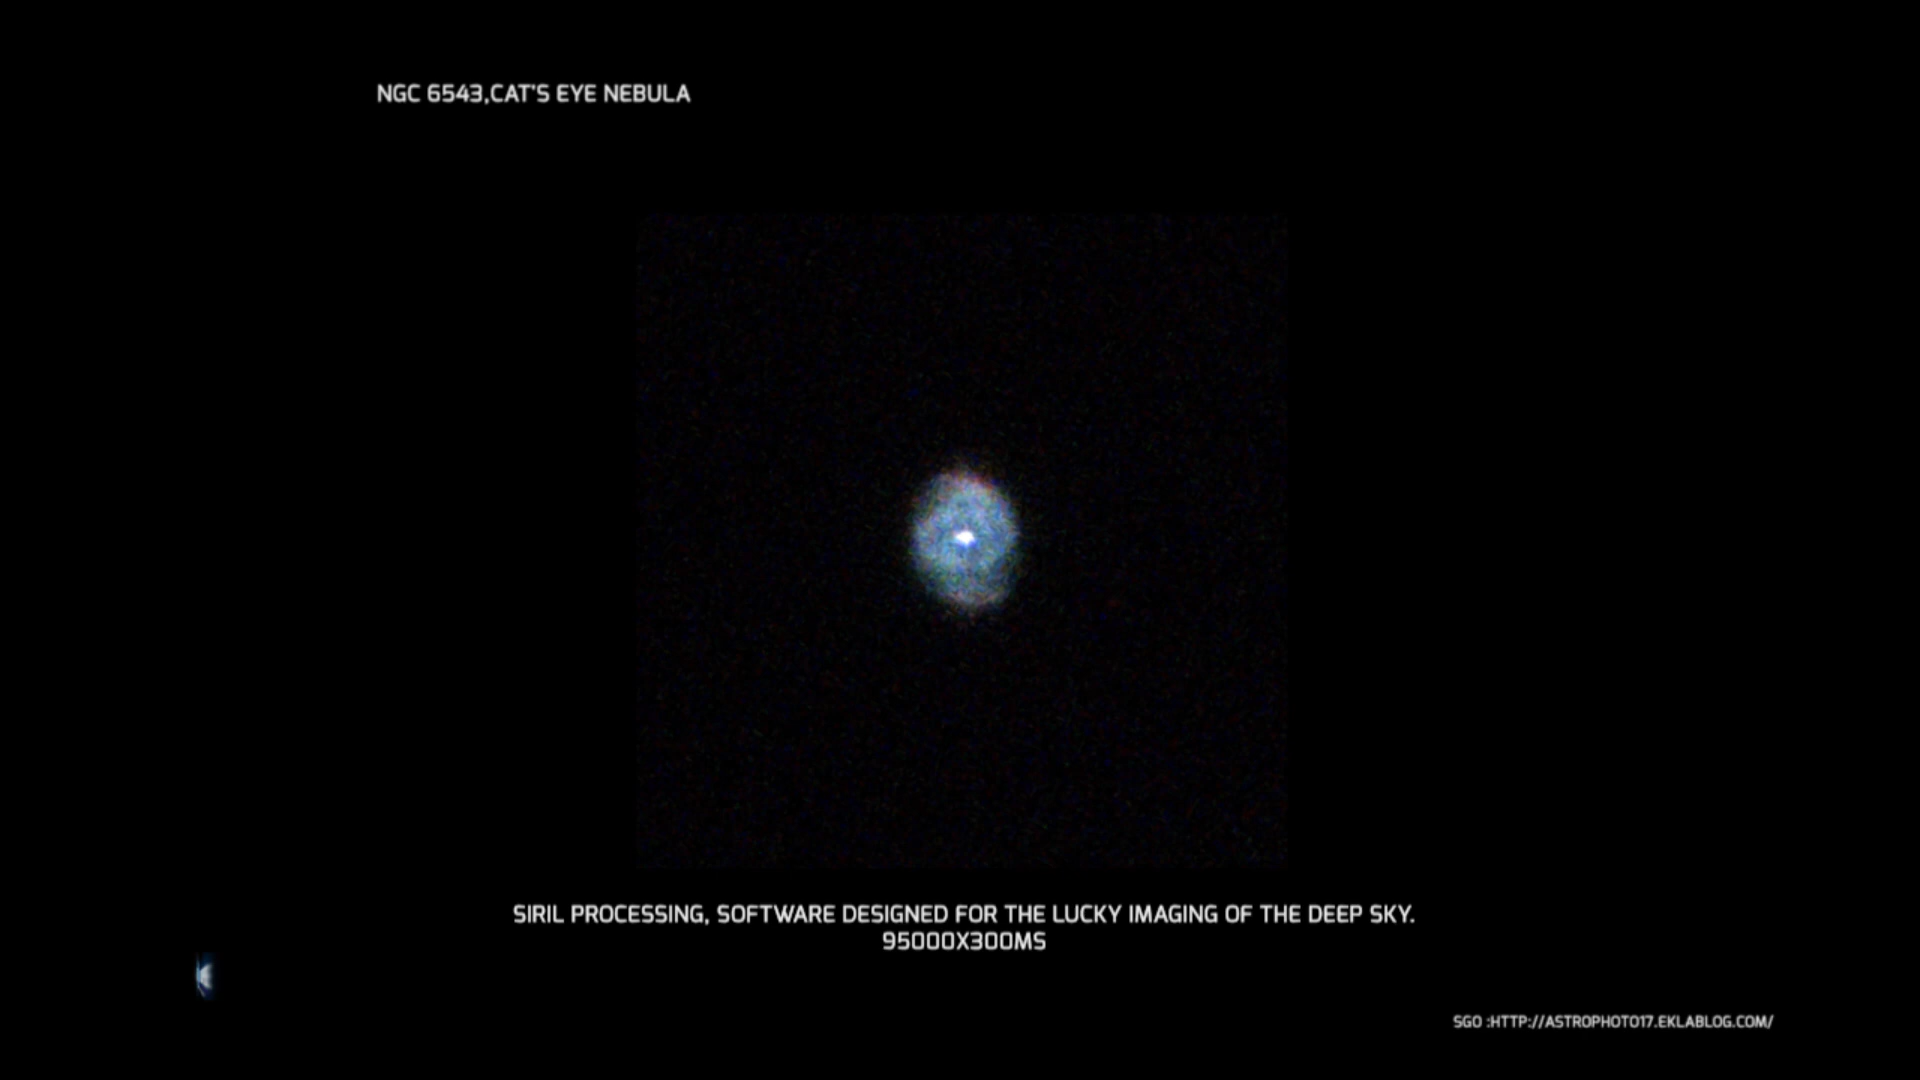 NGC 6543,CAT'S EYE NEBULA
SIRIL PROCESSING, SOFTWARE DESIGNED FOR THE LUCKY IMAGING OF THE DEEP SKY.
95000X300MS
SGO :HTTP://ASTROPHOTO17.EKLABLOG.COM/